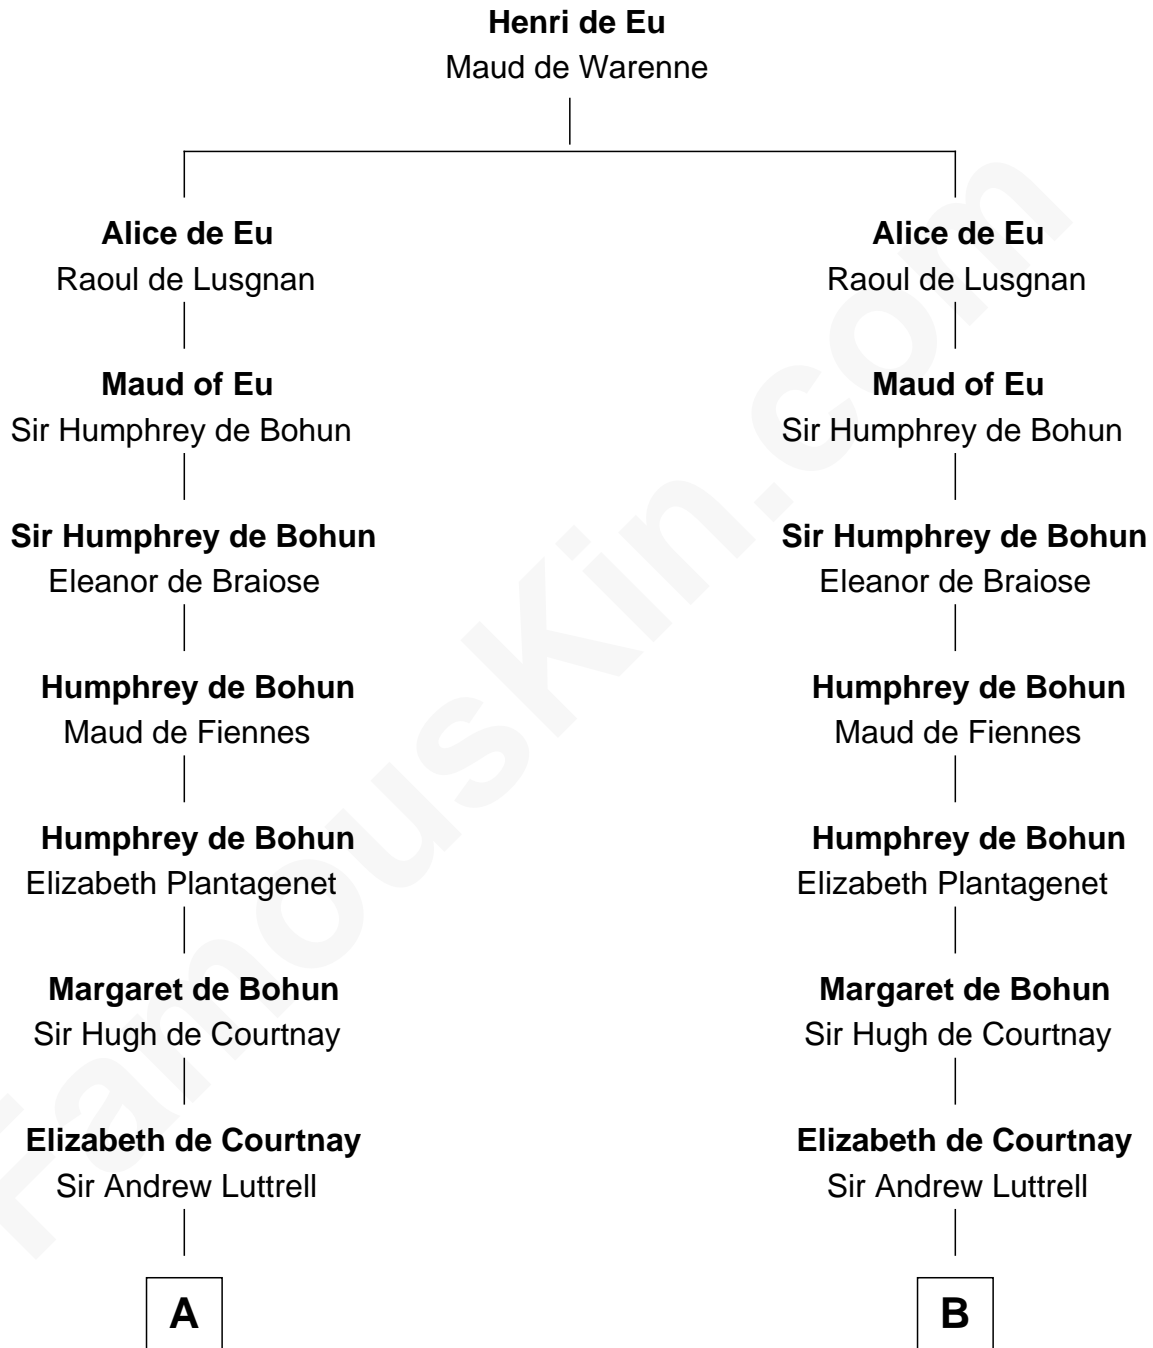 Henri de Eu
Maud de Warenne
Alice de Eu
Raoul de Lusgnan
Maud of Eu
Sir Humphrey de Bohun
Sir Humphrey de Bohun
Eleanor de Braiose
Humphrey de Bohun
Maud de Fiennes
Humphrey de Bohun
Elizabeth Plantagenet
Margaret de Bohun
Sir Hugh de Courtnay
Elizabeth de Courtnay
Sir Andrew Luttrell
A
Alice de Eu
Raoul de Lusgnan
Maud of Eu
Sir Humphrey de Bohun
Sir Humphrey de Bohun
Eleanor de Braiose
Humphrey de Bohun
Maud de Fiennes
Humphrey de Bohun
Elizabeth Plantagenet
Margaret de Bohun
Sir Hugh de Courtnay
Elizabeth de Courtnay
Sir Andrew Luttrell
B
FamousKin.com